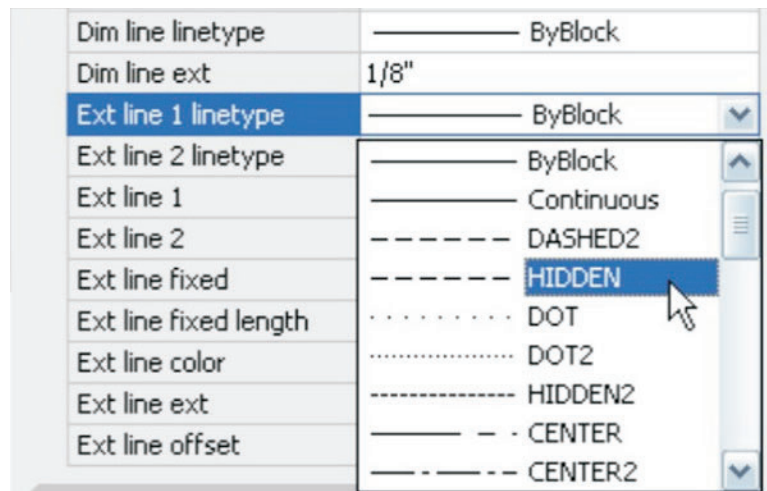 Dim line linetype ByBlock
Dim line ext 1/8"
Ext line 1 linetype ByBlock
Ext line 2 linetype ByBlock
Ext line 1 Continuous
Ext line 2 DASHED2
Ext line fixed HIDDEN
Ext line fixed length DOT
Ext line color DOT2
Ext line ext HIDDEN2
Ext line offset CENTER
CENTER2